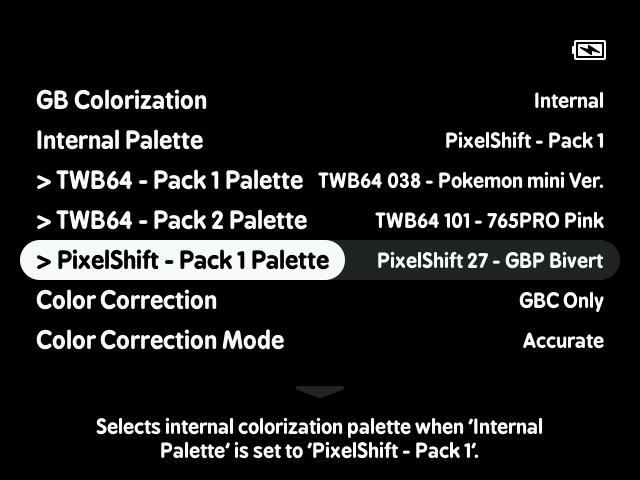 GB Colorization Internal
Internal Palette PixelShift - Pack 1
> TWB64 - Pack 1 Palette TWB64 038 - Pokemon mini Ver.
> TWB64 - Pack 2 Palette TWB64 101 - 765PRO Pink
> PixelShift - Pack 1 Palette PixelShift 27 - GBP Bivert
Color Correction GBC Only
Color Correction Mode Accurate
Selects internal colorization palette when 'Internal
Palette' is set to 'PixelShift - Pack 1'.